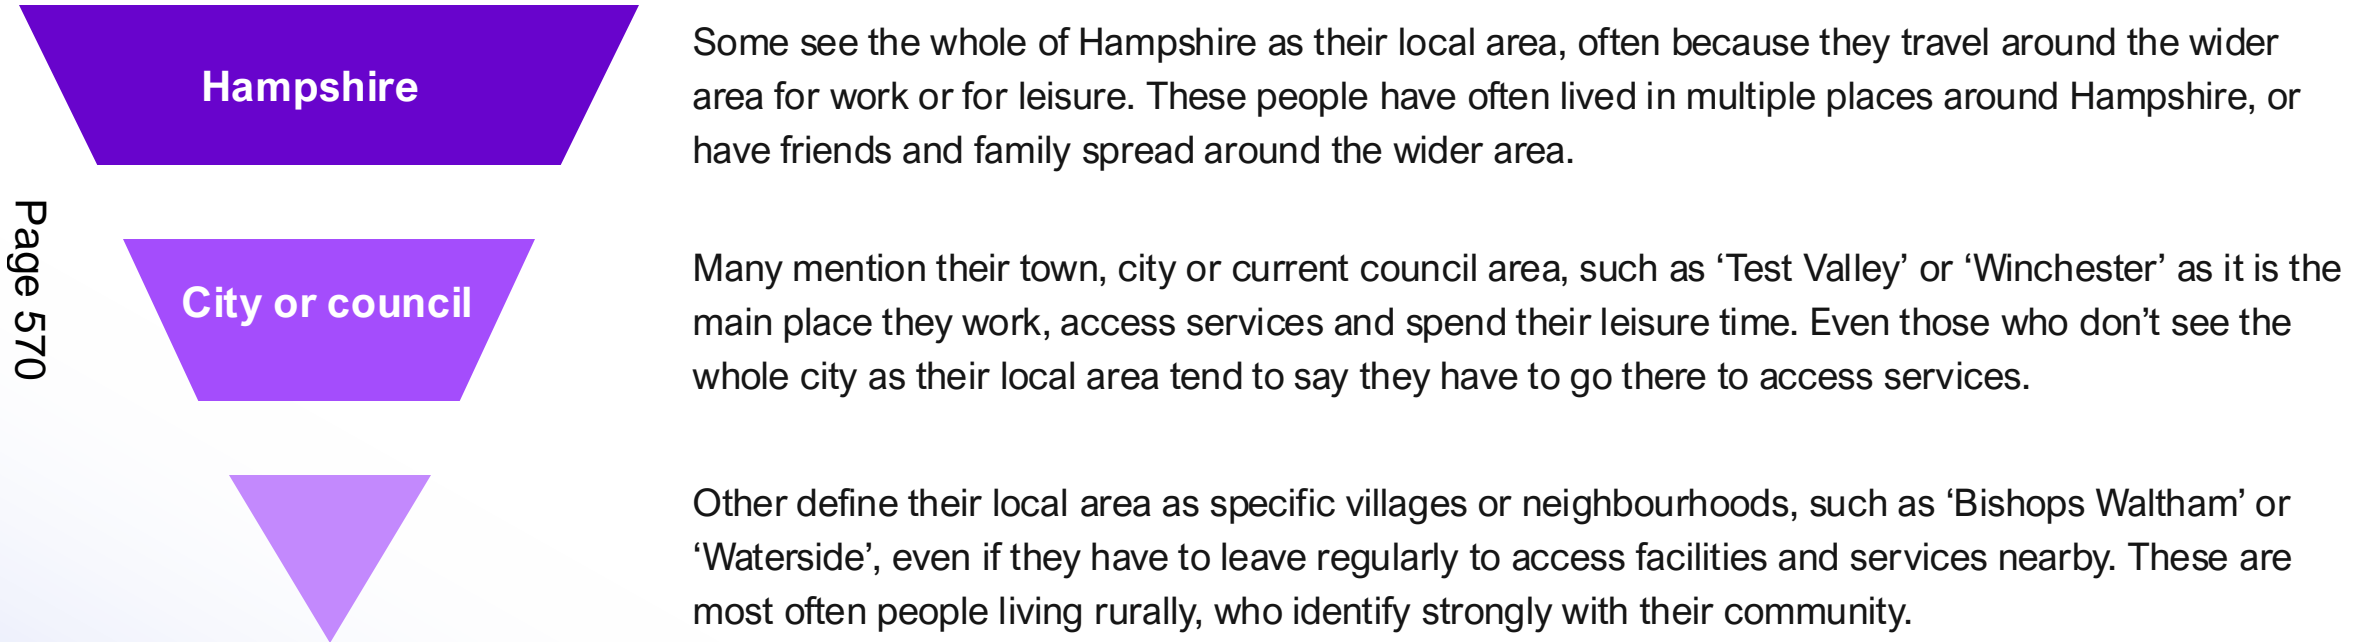 Hampshire
Some see the whole of Hampshire as their local area, often because they travel around the wider
area for work or for leisure. These people have often lived in multiple places around Hampshire, or
have friends and family spread around the wider area.
Page 570
City or council
Many mention their town, city or current council area, such as ‘Test Valley’ or ‘Winchester’ as it is the
main place they work, access services and spend their leisure time. Even those who don’t see the
whole city as their local area tend to say they have to go there to access services.
Other define their local area as specific villages or neighbourhoods, such as ‘Bishops Waltham’ or
‘Waterside’, even if they have to leave regularly to access facilities and services nearby. These are
most often people living rurally, who identify strongly with their community.